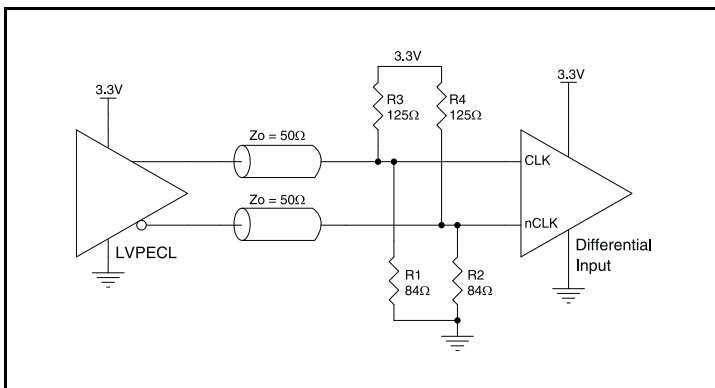 3.3V
3.3V
3.3V
R3
125Ω
R4
125Ω
Zo = 50Ω
CLK
Zo = 50Ω
nCLK
LVPECL
Differential
Input
R1
84Ω
R2
84Ω